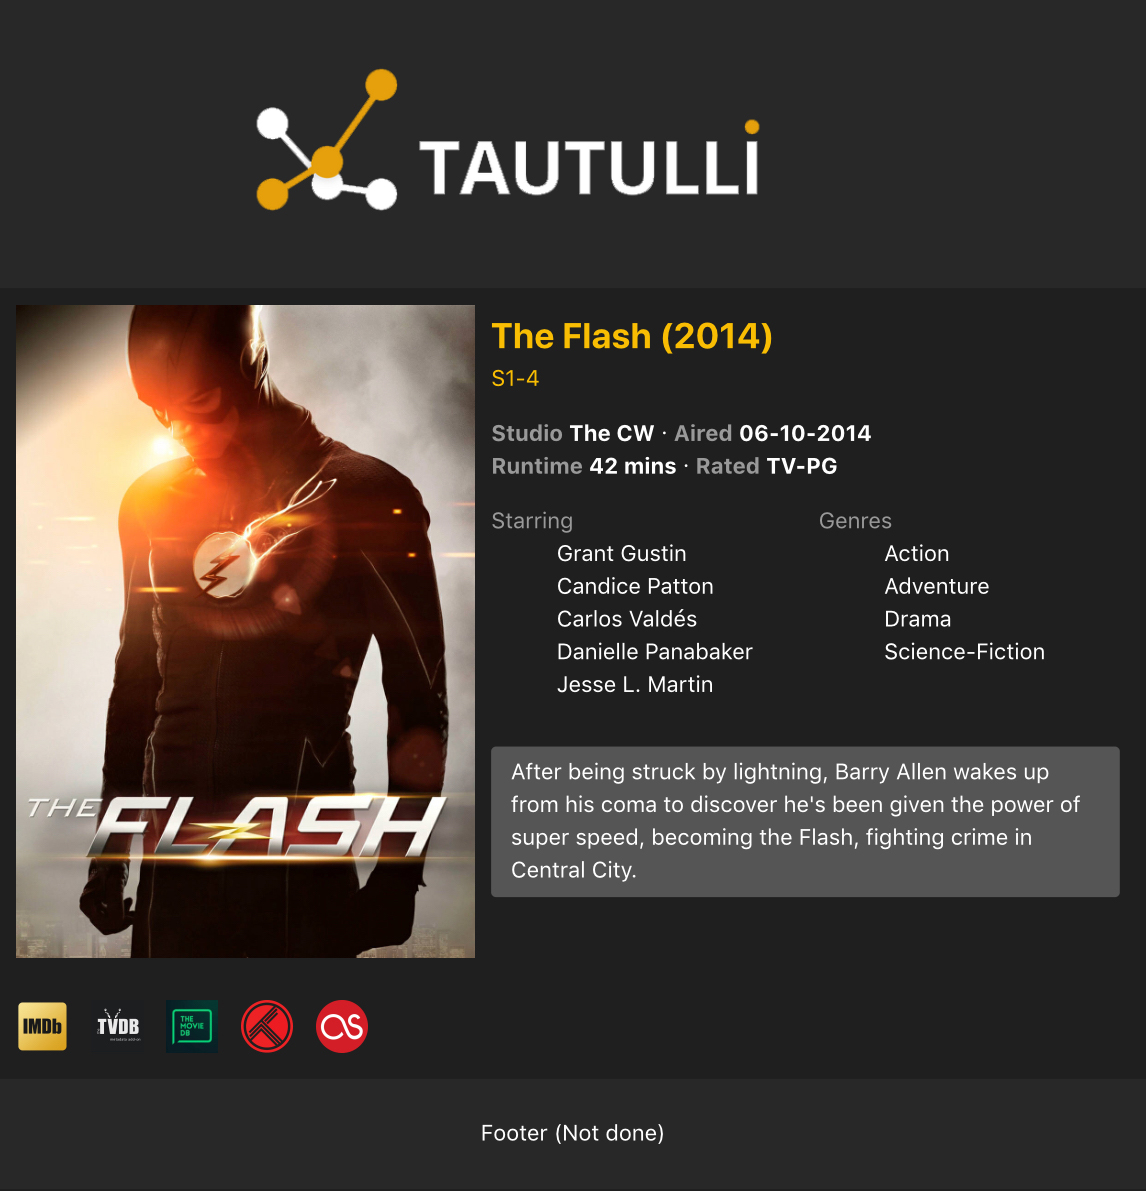 TAUTULLI
The Flash (2014)
S1-4
Studio The CW · Aired 06-10-2014
Runtime 42 mins · Rated TV-PG
Starring
Grant Gustin
Candice Patton
Carlos Valdés
Danielle Panabaker
Jesse L. Martin
Genres
Action
Adventure
Drama
Science-Fiction
After being struck by lightning, Barry Allen wakes up
from his coma to discover he's been given the power of
super speed, becoming the Flash, fighting crime in
Central City.
THE FLASH
IMDb
TVDB
metadata add-on
THE
MOVIE
DB
Footer (Not done)